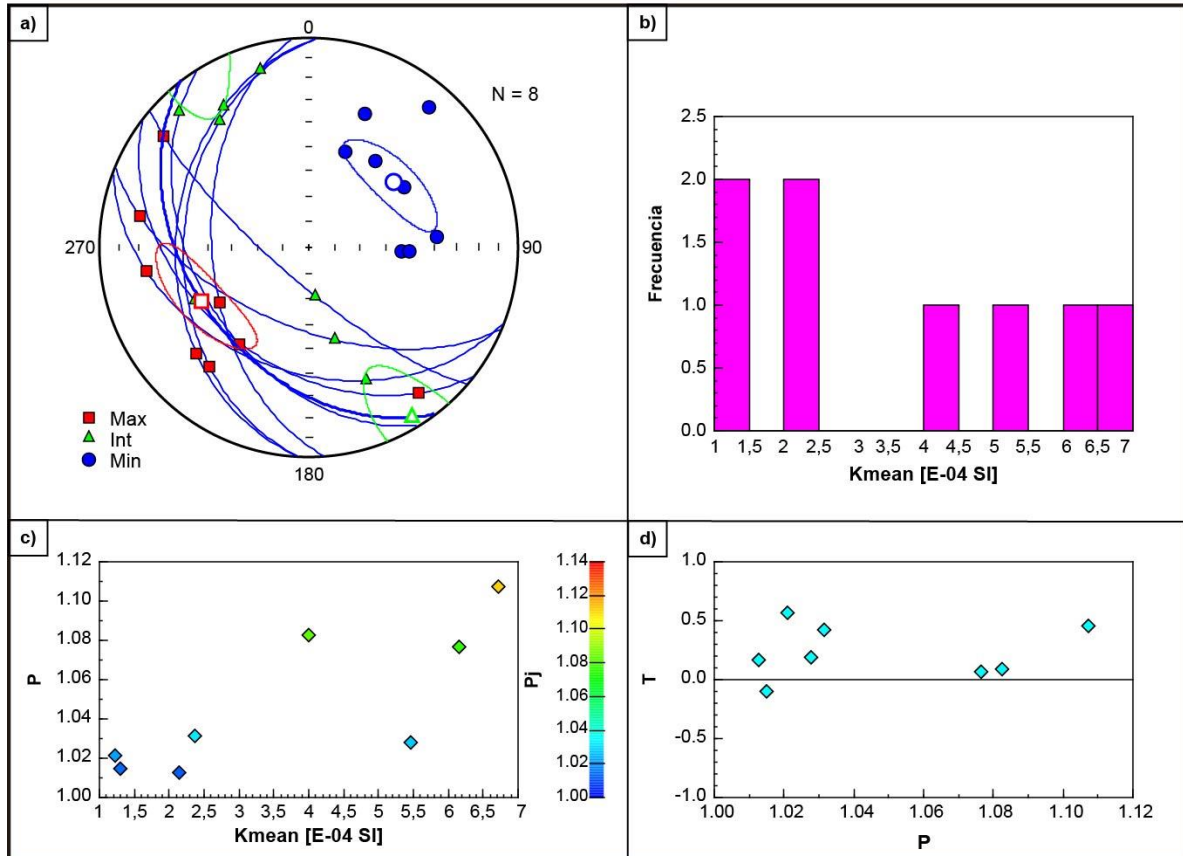 a)
0
N = 8
270
90
180
Max
Int
Min
b)
Frecuencia
2.5
2.0
1.5
1.0
0.5
0.0
1 1,5 2 2,5 3 3,5 4 4,5 5 5,5 6 6,5 7
Kmean [E-04 SI]
c)
P
1.12
1.10
1.08
1.06
1.04
1.02
1.00
1 1,5 2 2,5 4 4,5 5 5,5 6 6,5 7
Kmean [E-04 SI]
Pj
1.14
1.12
1.10
1.08
1.06
1.04
1.02
1.00
d)
T
1.0
0.5
0.0
-0.5
-1.0
1.00 1.02 1.04 1.06 1.08 1.10 1.12
P